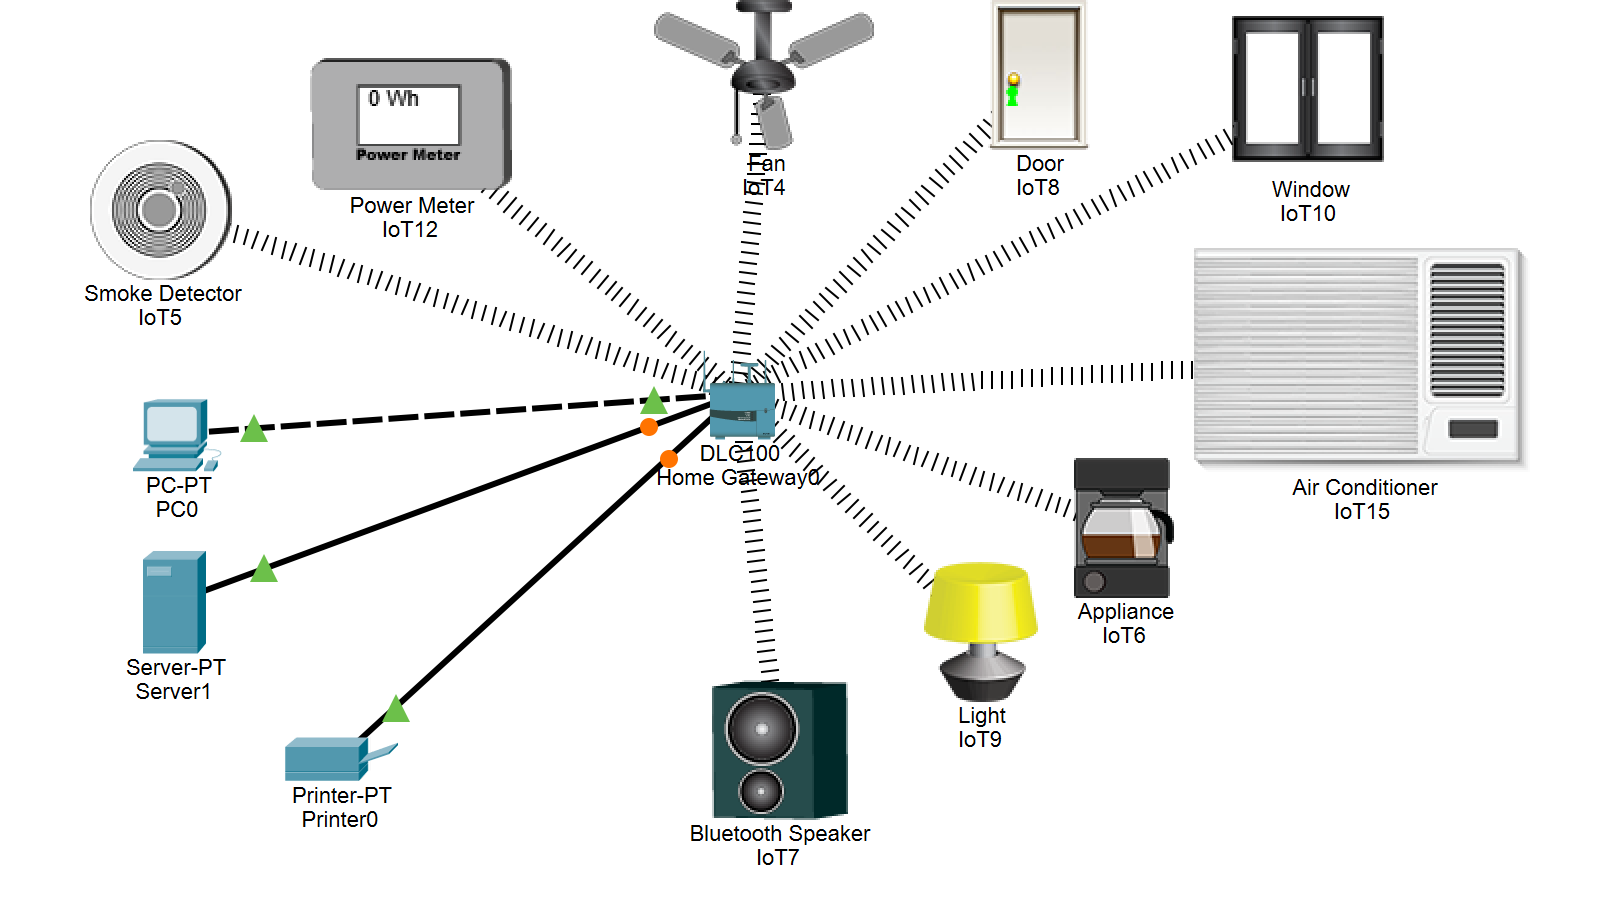 0 Wh
Power Meter
Power Meter
IoT12
Fan
IoT4
Door
IoT8
Window
IoT10
Smoke Detector
IoT5
Air Conditioner
IoT15
DLC100
Home Gateway0
PC-PT
PC0
Appliance
IoT6
Server-PT
Server1
Light
IoT9
Printer-PT
Printer0
Bluetooth Speaker
IoT7